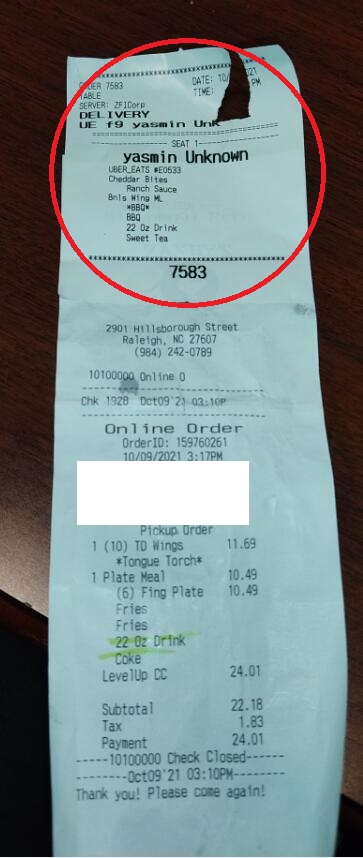 ORDER 7583
DATE: 10/ 2021
TABLE
TIME: PM
SERVER: ZFICorp
DELIVERY
UE f9 yasmin UnK
SEAT 1
yasmin Unknown
UBER_EATS #E0533
Cheddar Bites
Ranch Sauce
Bnls Wing ML
*BBQ*
BBQ
22 Oz Drink
Sweet Tea
7583
2901 Hillsborough Street
Raleigh, NC 27607
(984) 242-0789
10100000 Online 0
Chk 1928 Oct09'21 03:10P
Online Order
OrderID: 159760261
10/09/2021 3:17PM
Pickup Order
1 (10) TD Wings 11.69
*Tongue Torch*
1 Plate Meal 10.49
(6) Fing Plate 10.49
Fries
Fries
22 Oz Drink
Coke
LevelUp CC 24.01
Subtotal 22.18
Tax 1.83
Payment 24.01
-----10100000 Check Closed------
--------Oct09'21 03:10PM--------
Thank you! Please come again!